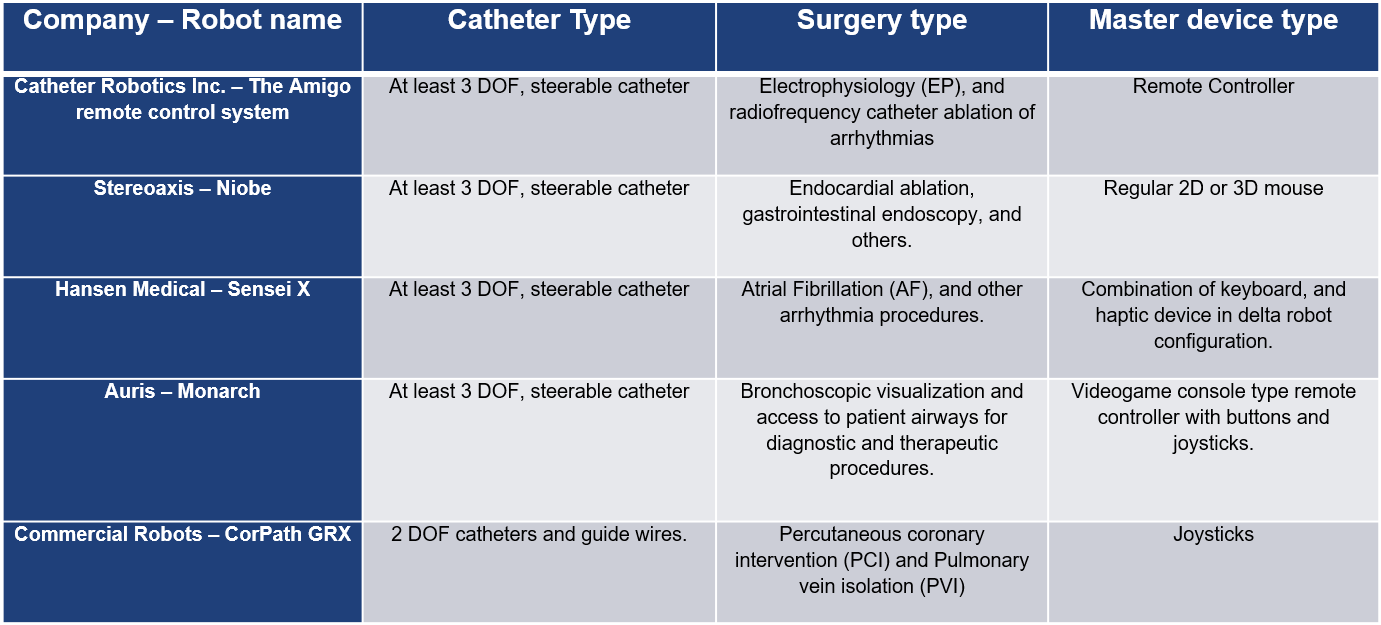 Company – Robot name
Catheter Type
Surgery type
Master device type
Catheter Robotics Inc. – The Amigo
remote control system
At least 3 DOF, steerable catheter
Electrophysiology (EP), and
radiofrequency catheter ablation of
arrhythmias
Remote Controller
Stereoaxis – Niobe
At least 3 DOF, steerable catheter
Endocardial ablation,
gastrointestinal endoscopy, and
others.
Regular 2D or 3D mouse
Hansen Medical – Sensei X
At least 3 DOF, steerable catheter
Atrial Fibrillation (AF), and other
arrhythmia procedures.
Combination of keyboard, and
haptic device in delta robot
configuration.
Auris – Monarch
At least 3 DOF, steerable catheter
Bronchoscopic visualization and
access to patient airways for
diagnostic and therapeutic
procedures.
Videogame console type remote
controller with buttons and
joysticks.
Commercial Robots – CorPath GRX
2 DOF catheters and guide wires.
Percutaneous coronary
intervention (PCI) and Pulmonary
vein isolation (PVI)
Joysticks